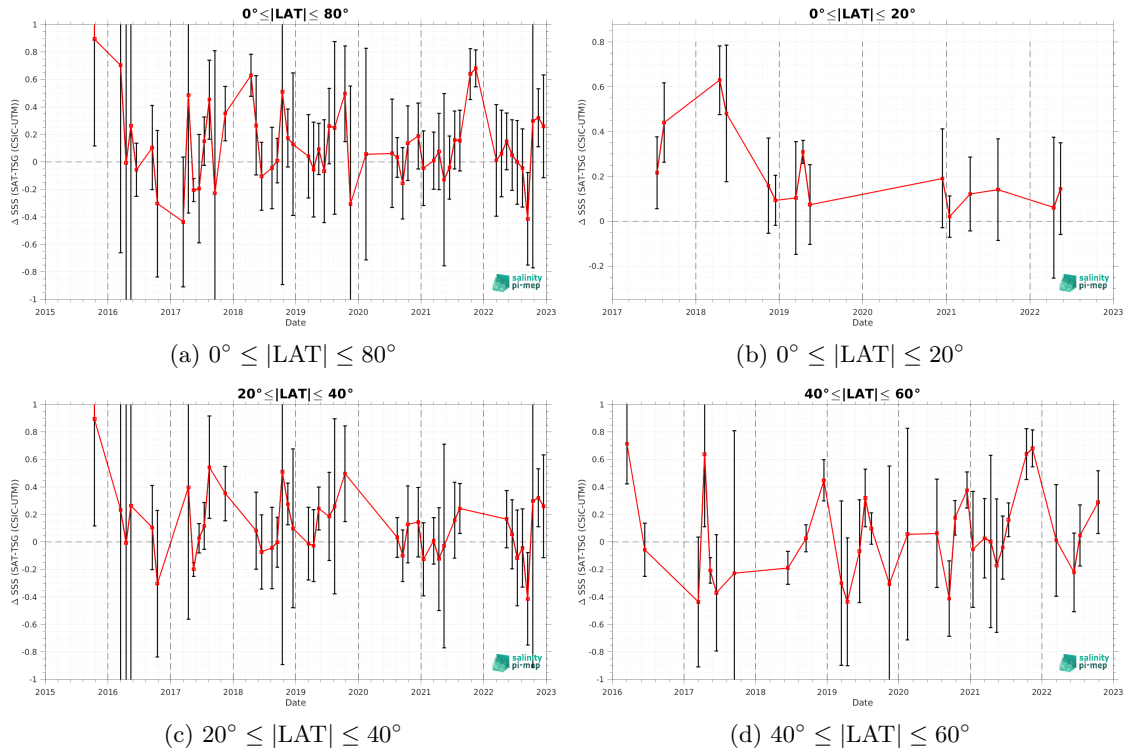 0°≤|LAT|≤ 80°
Δ SSS (SAT-TSG (CSIC-UTM))
1
0.8
0.6
0.4
0.2
0
-0.2
-0.4
-0.6
-0.8
-1
2015 2016 2017 2018 2019 2020 2021 2022 2023
Date
salinity
pi-mep
(a) 0° ≤ |LAT| ≤ 80°
0°≤|LAT|≤ 20°
Δ SSS (SAT-TSG (CSIC-UTM))
0.8
0.6
0.4
0.2
0
-0.2
2017 2018 2019 2020 2021 2022 2023
Date
salinity
pi-mep
(b) 0° ≤ |LAT| ≤ 20°
20°≤|LAT|≤ 40°
Δ SSS (SAT-TSG (CSIC-UTM))
1
0.8
0.6
0.4
0.2
0
-0.2
-0.4
-0.6
-0.8
-1
2015 2016 2017 2018 2019 2020 2021 2022 2023
Date
salinity
pi-mep
(c) 20° ≤ |LAT| ≤ 40°
40°≤|LAT|≤ 60°
Δ SSS (SAT-TSG (CSIC-UTM))
1
0.8
0.6
0.4
0.2
0
-0.2
-0.4
-0.6
-0.8
-1
2016 2017 2018 2019 2020 2021 2022 2023
Date
salinity
pi-mep
(d) 40° ≤ |LAT| ≤ 60°